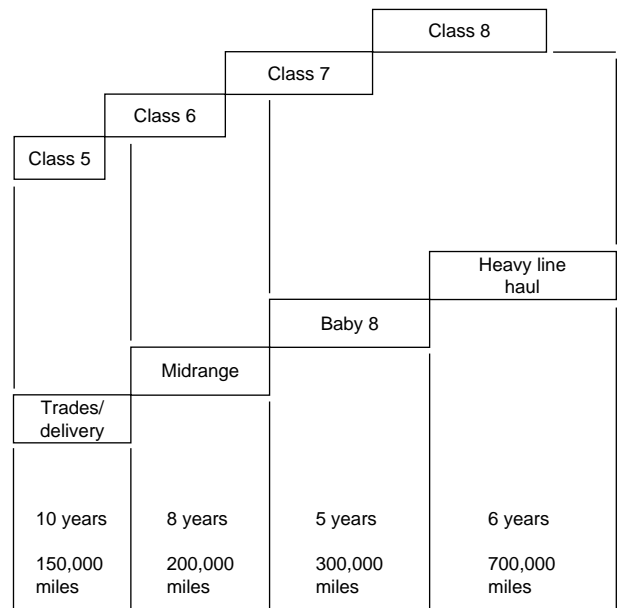 Class 8
Class 7
Class 6
Class 5
Heavy line
haul
Baby 8
Midrange
Trades/
delivery
10 years
8 years
5 years
6 years
150,000
miles
200,000
miles
300,000
miles
700,000
miles